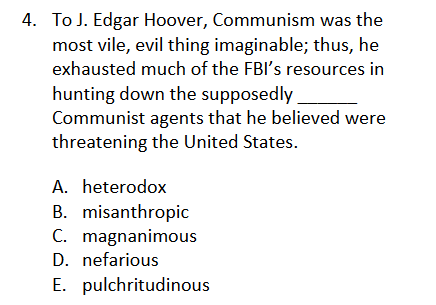 4. To J. Edgar Hoover, Communism was the
most vile, evil thing imaginable; thus, he
exhausted much of the FBI’s resources in
hunting down the supposedly ______
Communist agents that he believed were
threatening the United States.
A. heterodox
B. misanthropic
C. magnanimous
D. nefarious
E. pulchritudinous